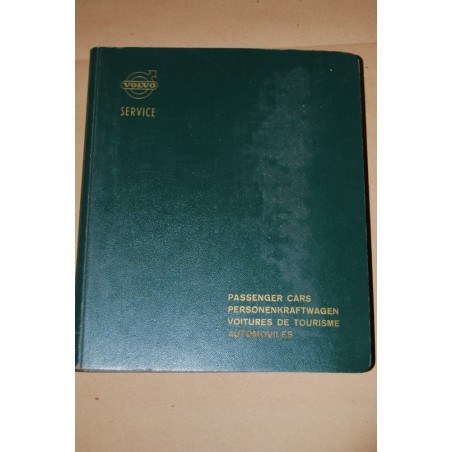 VOLVO
SERVICE
PASSENGER CARS
PERSONENKRAFTWAGEN
VOITURES DE TOURISME
AUTOMOVILES